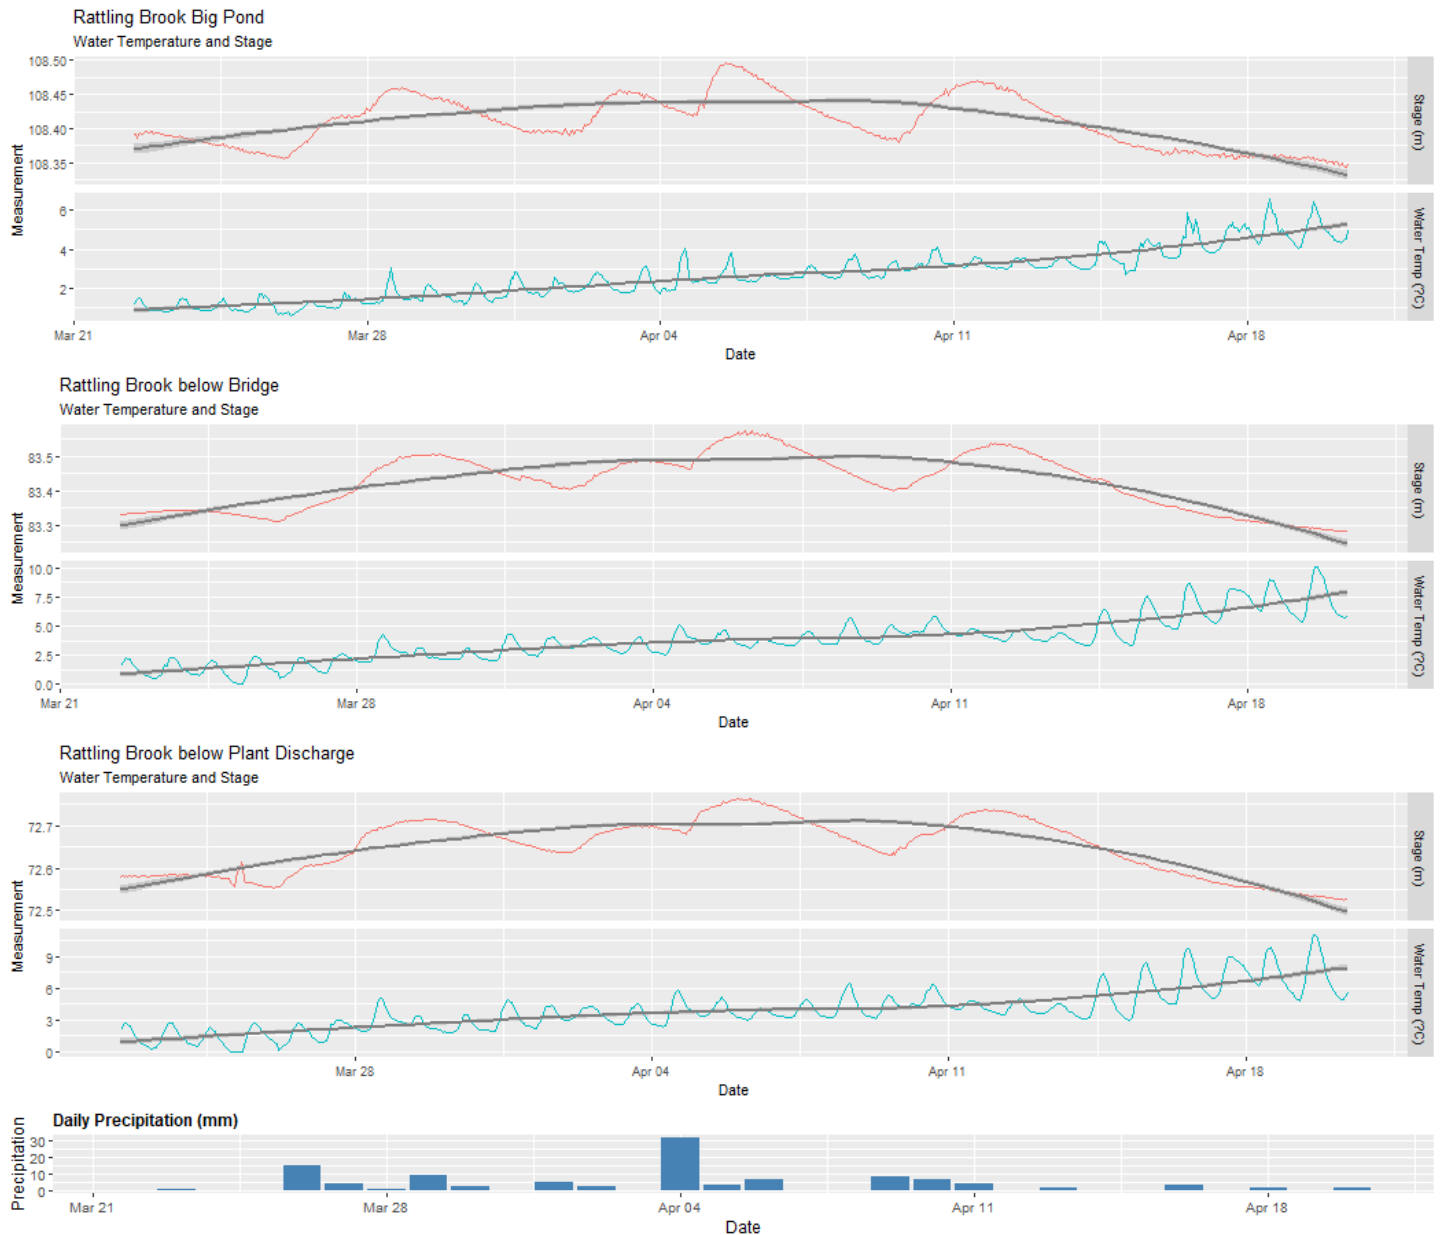 Rattling Brook Big Pond
Water Temperature and Stage
108.50
108.45
108.40
108.35
Stage (m)
6
4
2
Water Temp (?C)
Measurement
Mar 21 Mar 28 Apr 04 Apr 11 Apr 18
Date
Rattling Brook below Bridge
Water Temperature and Stage
83.5
83.4
83.3
Stage (m)
10.0
7.5
5.0
2.5
0.0
Water Temp (?C)
Measurement
Mar 21 Mar 28 Apr 04 Apr 11 Apr 18
Date
Rattling Brook below Plant Discharge
Water Temperature and Stage
72.7
72.6
72.5
Stage (m)
9
6
3
0
Water Temp (?C)
Measurement
Mar 28 Apr 04 Apr 11 Apr 18
Date
Daily Precipitation (mm)
30
20
10
0
Precipitation
Mar 21 Mar 28 Apr 04 Apr 11 Apr 18
Date